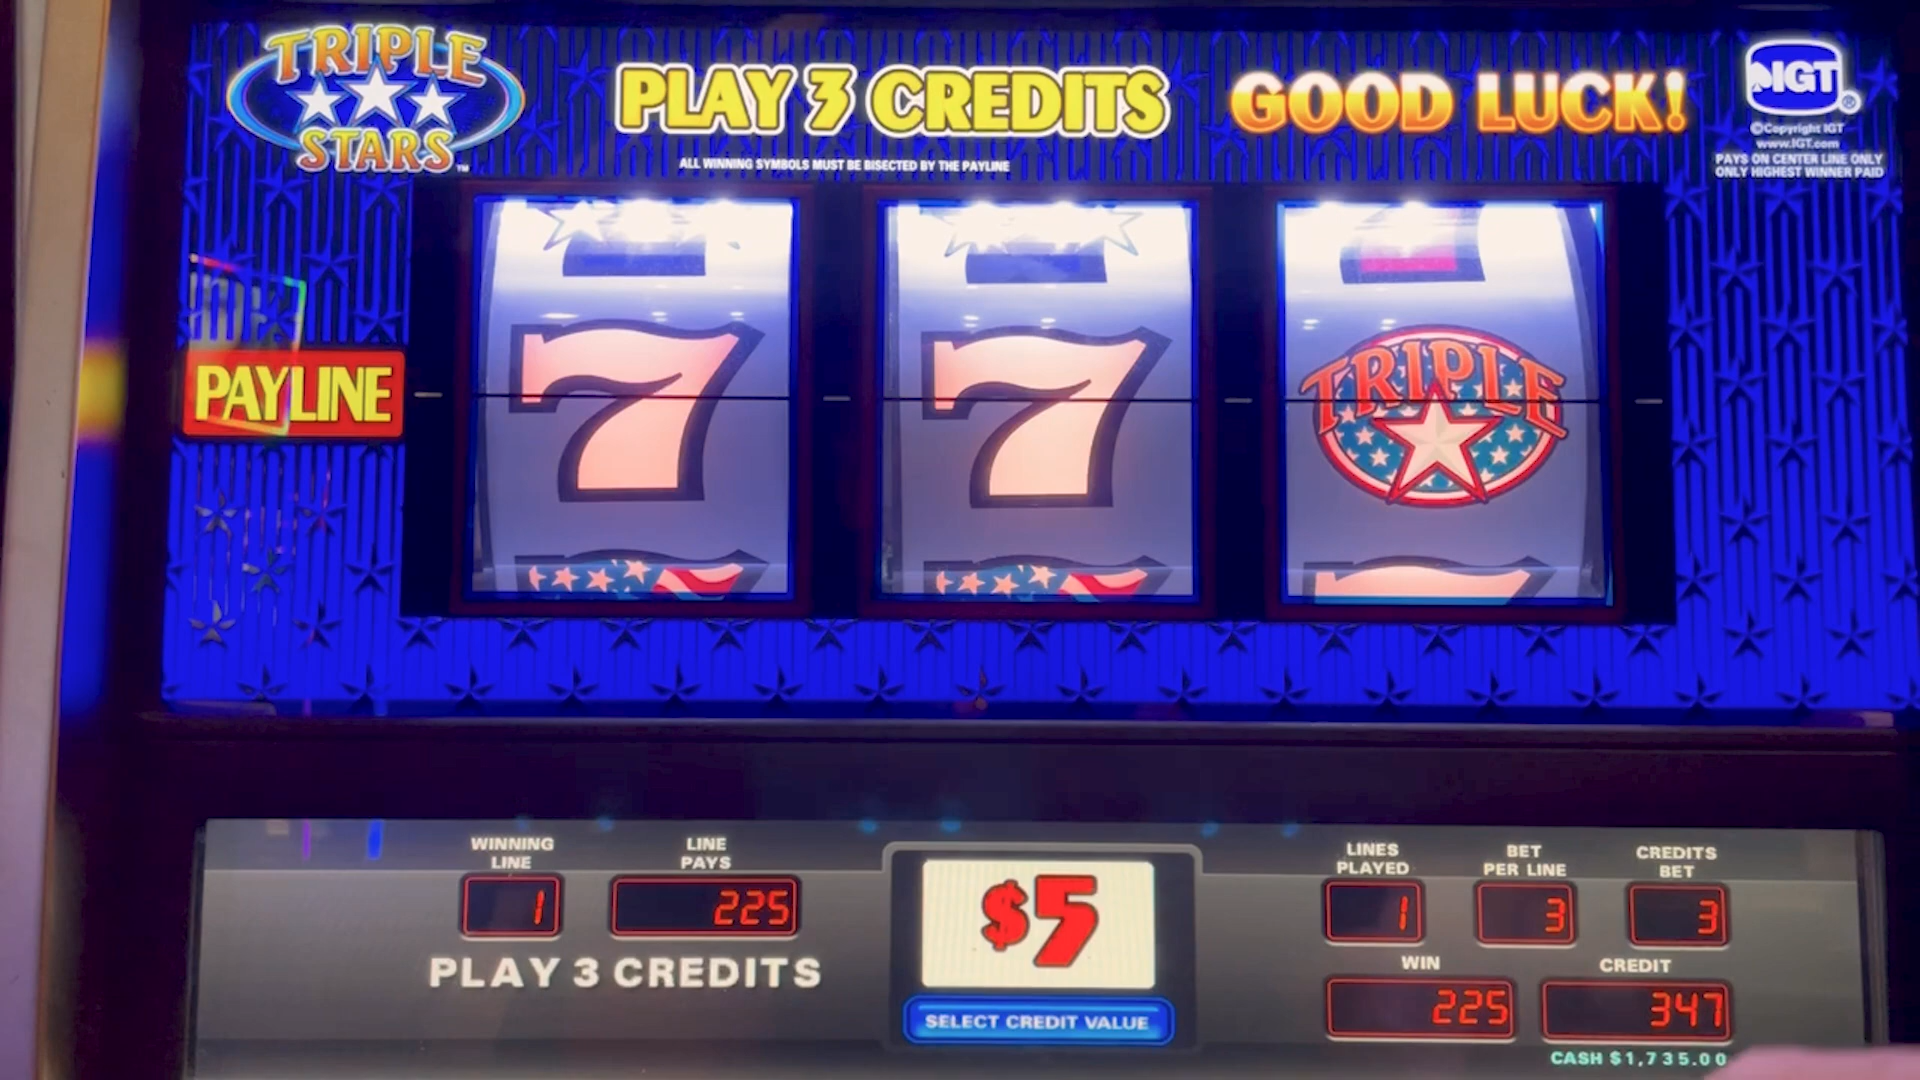 TRIPLE
STARS™
PLAY 3 CREDITS
GOOD LUCK!
ALL WINNING SYMBOLS MUST BE BISECTED BY THE PAYLINE
IGT®
©Copyright IGT
www.IGT.com
PAYS ON CENTER LINE ONLY
ONLY HIGHEST WINNER PAID
PAYLINE
7
7
TRIPLE
WINNING LINE
1
LINE PAYS
225
PLAY 3 CREDITS
$5
SELECT CREDIT VALUE
LINES PLAYED
1
BET PER LINE
3
CREDITS BET
3
WIN
225
CREDIT
347
CASH $1,735.00